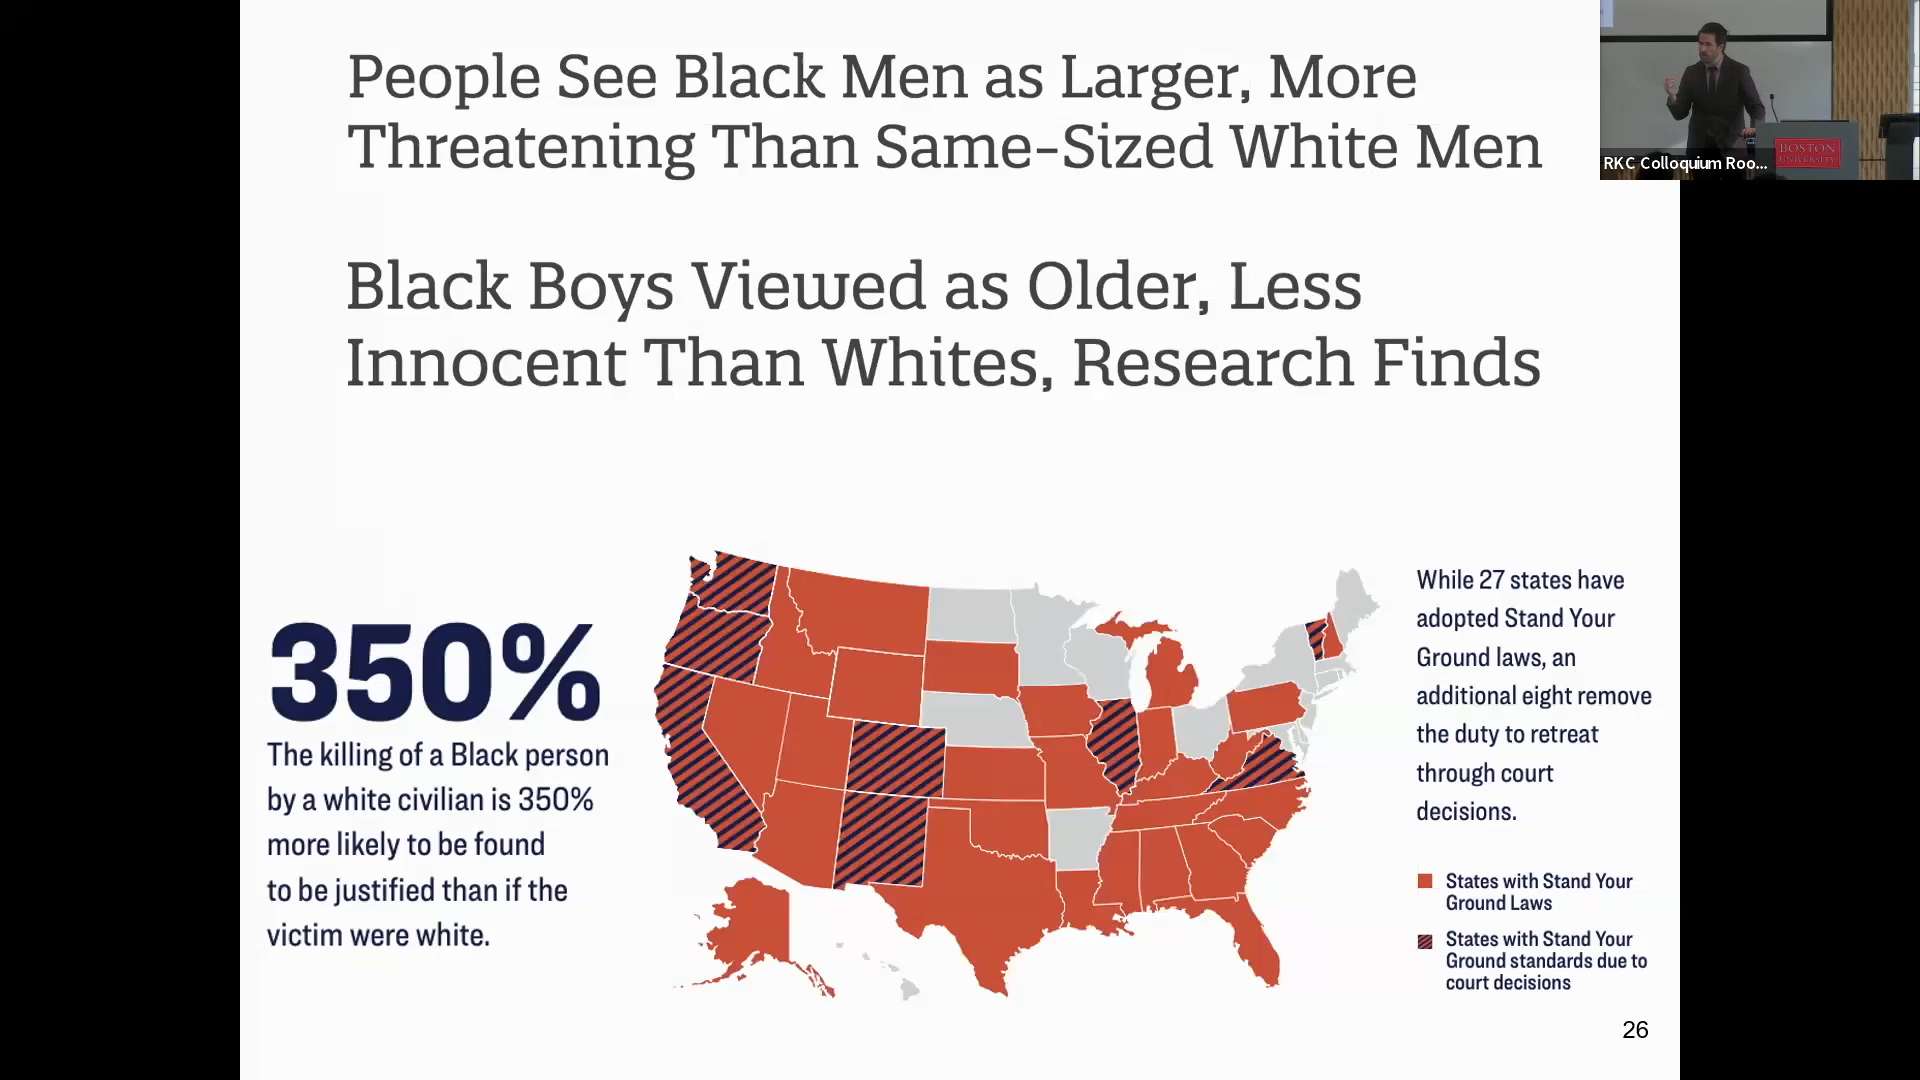 People See Black Men as Larger, More
Threatening Than Same-Sized White Men
Black Boys Viewed as Older, Less
Innocent Than Whites, Research Finds
350%
The killing of a Black person
by a white civilian is 350%
more likely to be found
to be justified than if the
victim were white.
While 27 states have
adopted Stand Your
Ground laws, an
additional eight remove
the duty to retreat
through court
decisions.
States with Stand Your
Ground Laws
States with Stand Your
Ground standards due to
court decisions
26
RKC Colloquium Roo...
BOSTON
UNIVERSITY